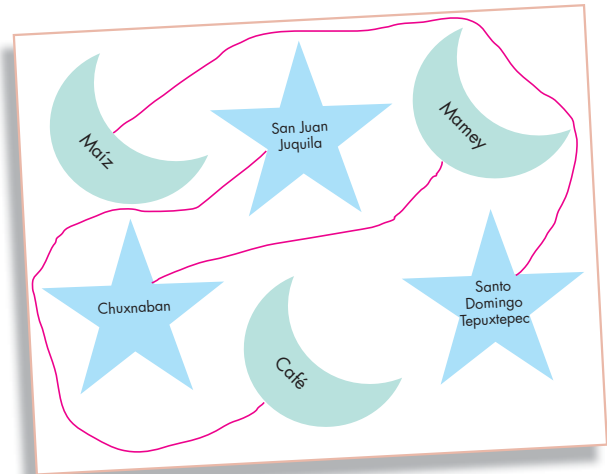 Maíz
San Juan
Juquila
Mamey
Chuxnaban
Café
Santo
Domingo
Tepuxtepec